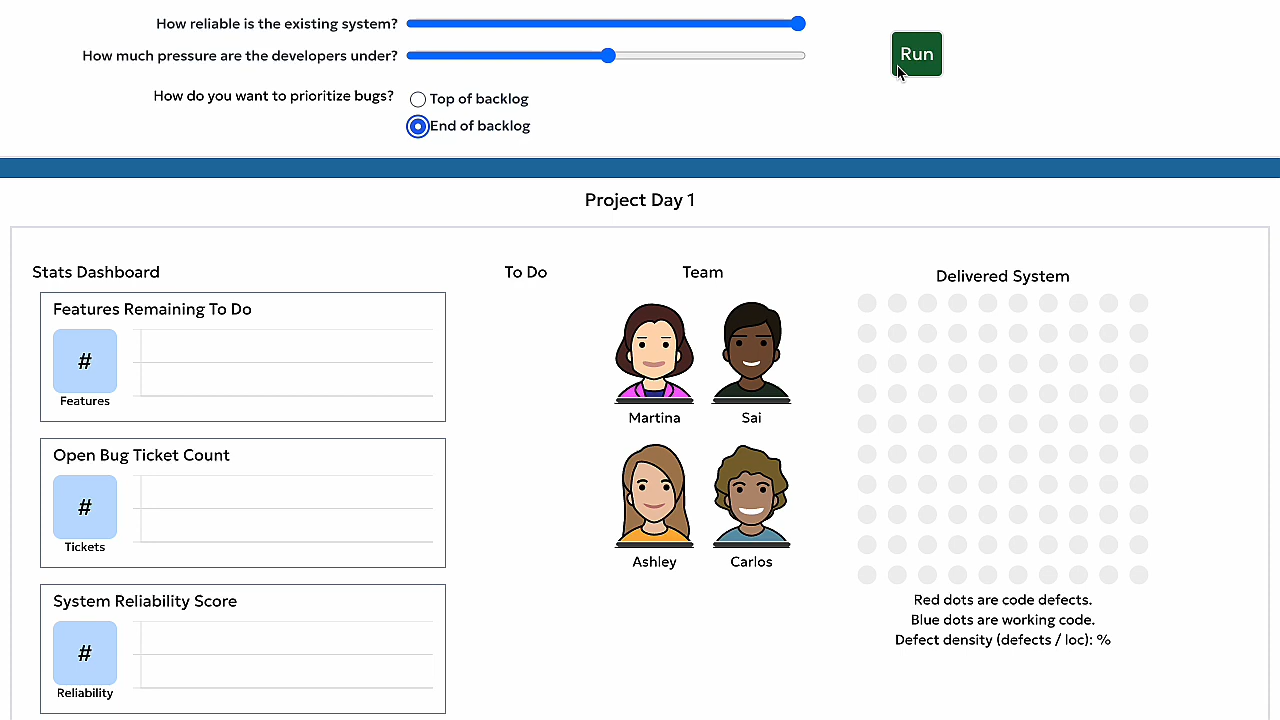 How reliable is the existing system?
How much pressure are the developers under?
Run
How do you want to prioritize bugs?
Top of backlog
End of backlog
Project Day 1
Stats Dashboard
To Do
Team
Delivered System
Features Remaining To Do
#
Features
Martina
Sai
Open Bug Ticket Count
#
Tickets
Ashley
Carlos
System Reliability Score
#
Reliability
Red dots are code defects.
Blue dots are working code.
Defect density (defects / loc): %